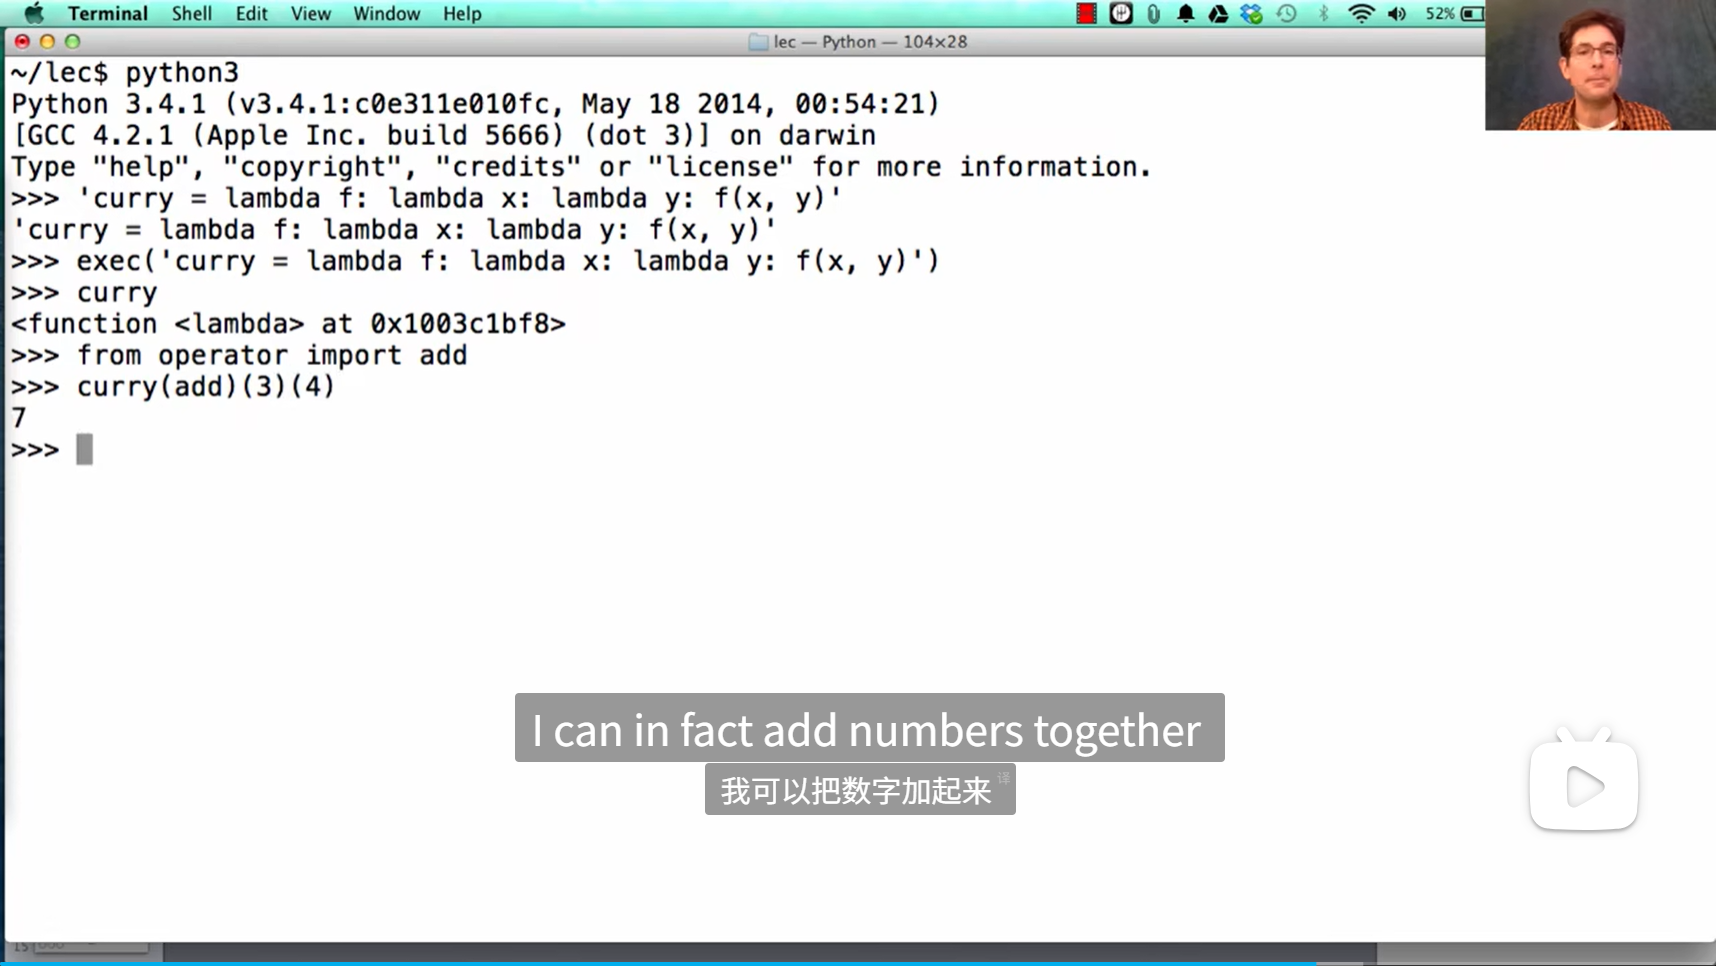 Terminal Shell Edit View Window Help 52%
lec — Python — 104×28
~/lec$ python3
Python 3.4.1 (v3.4.1:c0e311e010fc, May 18 2014, 00:54:21)
[GCC 4.2.1 (Apple Inc. build 5666) (dot 3)] on darwin
Type "help", "copyright", "credits" or "license" for more information.
>>> 'curry = lambda f: lambda x: lambda y: f(x, y)'
'curry = lambda f: lambda x: lambda y: f(x, y)'
>>> exec('curry = lambda f: lambda x: lambda y: f(x, y)')
>>> curry
<function <lambda> at 0x1003c1bf8>
>>> from operator import add
>>> curry(add)(3)(4)
7
>>>
I can in fact add numbers together
我可以把数字加起来 译